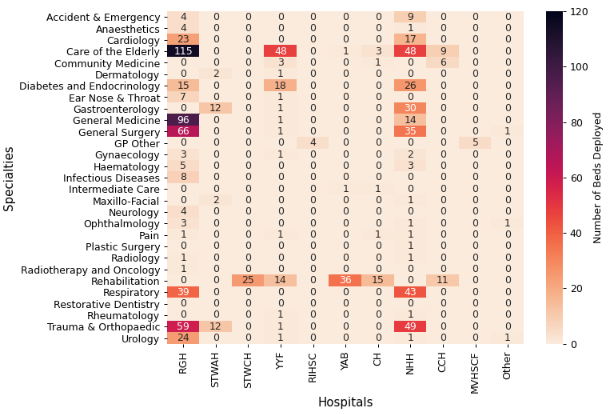 Accident & Emergency 4 0 0 0 0 0 0 9 0 0 0
Anaesthetics 4 0 0 0 0 0 0 1 0 0 0
Cardiology 23 0 0 0 0 0 0 17 0 0 0
Care of the Elderly 115 0 0 48 0 1 3 48 9 0 0
Community Medicine 0 0 0 3 0 0 1 0 6 0 0
Dermatology 0 2 0 1 0 0 0 0 0 0 0
Diabetes and Endocrinology 15 0 0 18 0 0 0 26 0 0 0
Ear Nose & Throat 7 0 0 1 0 0 0 0 0 0 0
Gastroenterology 0 12 0 1 0 0 0 30 0 0 0
General Medicine 96 0 0 1 0 0 0 14 0 0 0
General Surgery 66 0 0 1 0 0 0 35 0 0 1
GP Other 0 0 0 0 4 0 0 0 0 5 0
Gynaecology 3 0 0 1 0 0 0 2 0 0 0
Haematology 5 0 0 0 0 0 0 3 0 0 0
Infectious Diseases 8 0 0 0 0 0 0 0 0 0 0
Intermediate Care 0 0 0 0 0 1 1 0 0 0 0
Maxillo-Facial 0 2 0 0 0 0 0 1 0 0 0
Neurology 4 0 0 0 0 0 0 0 0 0 0
Ophthalmology 3 0 0 0 0 0 0 1 0 0 1
Pain 1 0 0 1 0 0 1 1 0 0 0
Plastic Surgery 0 0 0 0 0 0 0 1 0 0 0
Radiology 1 0 0 0 0 0 0 1 0 0 0
Radiotherapy and Oncology 1 0 0 0 0 0 0 0 0 0 0
Rehabilitation 0 0 25 14 0 36 15 0 11 0 0
Respiratory 39 0 0 0 0 0 0 43 0 0 0
Restorative Dentistry 0 0 0 0 0 0 0 0 0 0 0
Rheumatology 0 0 0 1 0 0 0 1 0 0 0
Trauma & Orthopaedic 59 12 0 1 0 0 0 49 0 0 0
Urology 24 0 0 1 0 0 0 1 0 0 1
Specialties
RGH STWAH STWCH YYF RIHSC YAB CH NHH CCH MVHSCF Other
Hospitals
120
100
80
60
40
20
0
Number of Beds Deployed